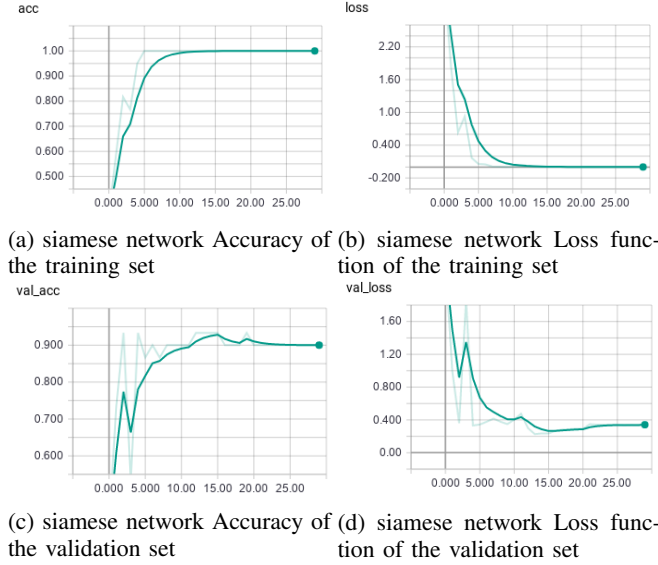 acc
1.00
0.900
0.800
0.700
0.600
0.500
0.000 5.000 10.00 15.00 20.00 25.00
loss
2.20
1.60
1.00
0.400
-0.200
0.000 5.000 10.00 15.00 20.00 25.00
(a) siamese network Accuracy of
the training set
(b) siamese network Loss func-
tion of the training set
val_acc
0.900
0.800
0.700
0.600
0.000 5.000 10.00 15.00 20.00 25.00
val_loss
1.60
1.20
0.800
0.400
0.00
0.000 5.000 10.00 15.00 20.00 25.00
(c) siamese network Accuracy of
the validation set
(d) siamese network Loss func-
tion of the validation set